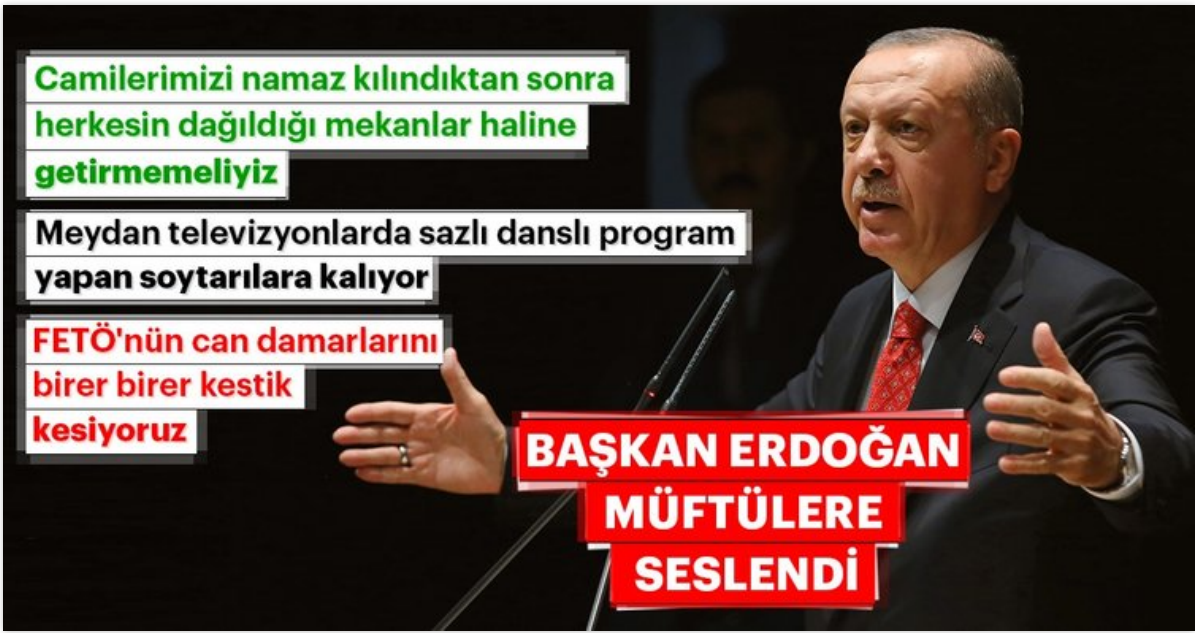 Camilerimizi namaz kılındıktan sonra
herkesin dağıldığı mekanlar haline
getirmemeliyiz
Meydan televizyonlarda sazlı danslı program
yapan soytarılara kalıyor
FETÖ'nün can damarlarını
birer birer kestik
kesiyoruz
BAŞKAN ERDOĞAN
MÜFTÜLERE
SESLENDİ